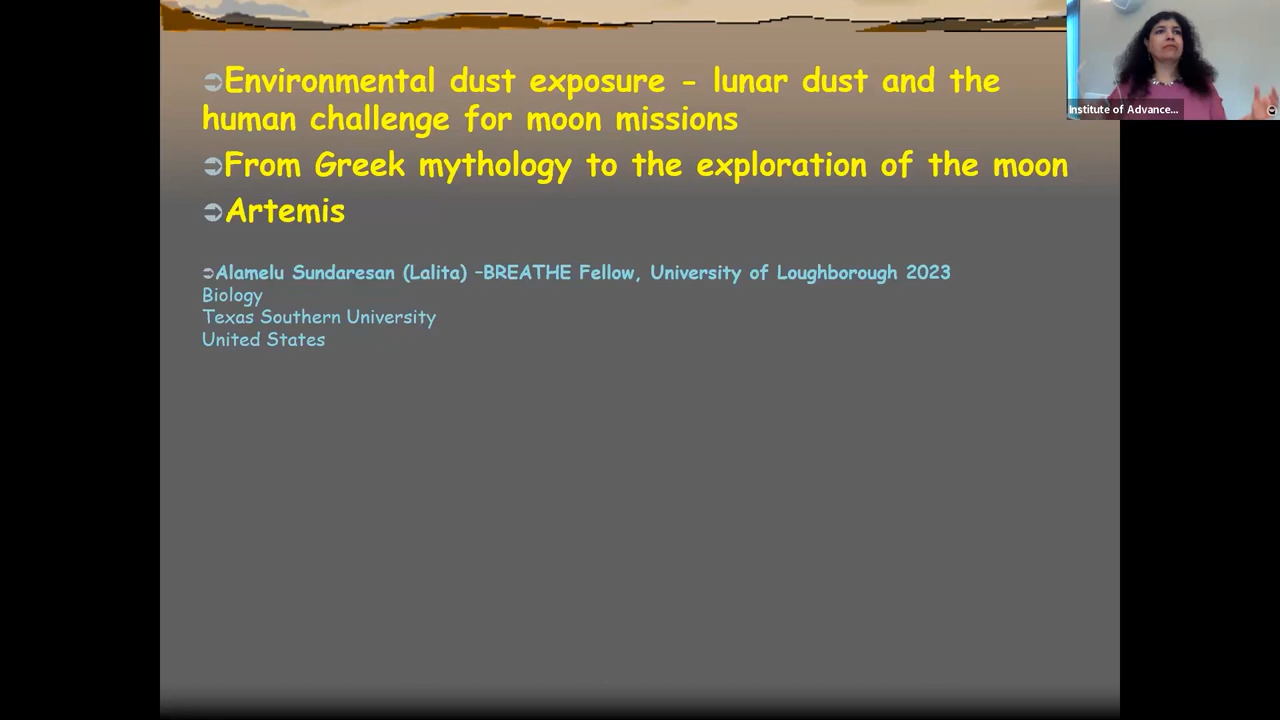 Environmental dust exposure - lunar dust and the
human challenge for moon missions
From Greek mythology to the exploration of the moon
Artemis
Alamelu Sundaresan (Lalita) –BREATHE Fellow, University of Loughborough 2023
Biology
Texas Southern University
United States
Institute of Advance...